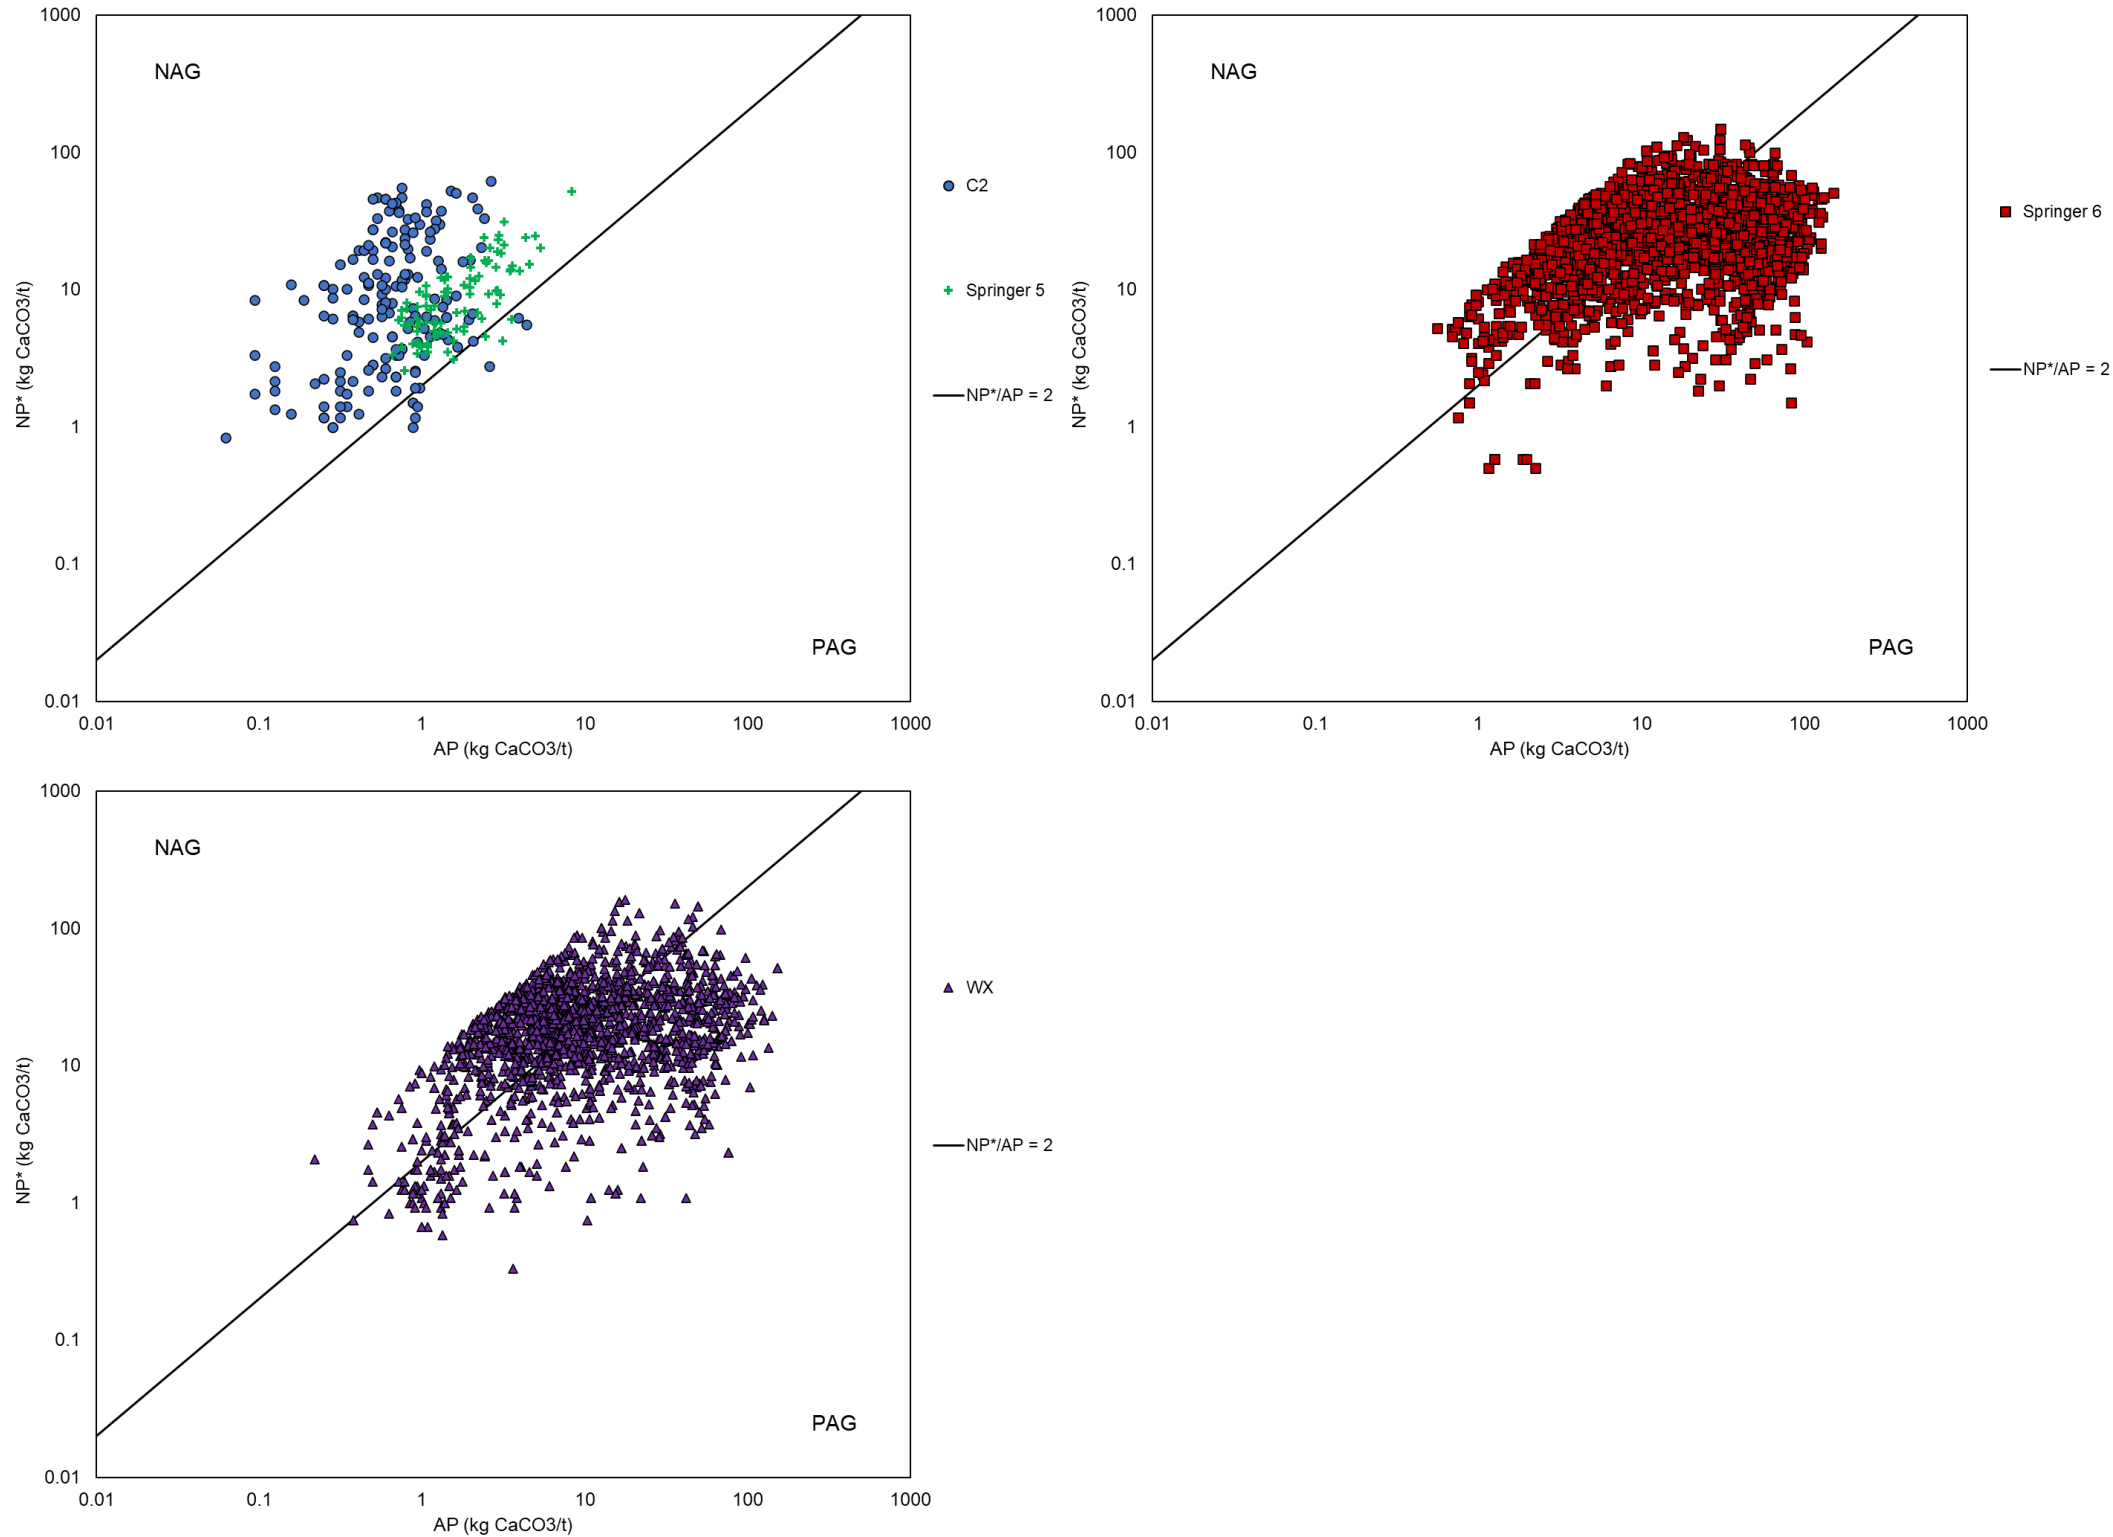 1000
100
10
1
0.1
0.01
NP* (kg CaCO3/t)
NAG
PAG
0.01
0.1
1
10
100
1000
AP (kg CaCO3/t)
C2
Springer 5
NP*/AP = 2
1000
100
10
1
0.1
0.01
NP* (kg CaCO3/t)
NAG
PAG
0.01
0.1
1
10
100
1000
AP (kg CaCO3/t)
Springer 6
NP*/AP = 2
1000
100
10
1
0.1
0.01
NP* (kg CaCO3/t)
NAG
PAG
0.01
0.1
1
10
100
1000
AP (kg CaCO3/t)
WX
NP*/AP = 2